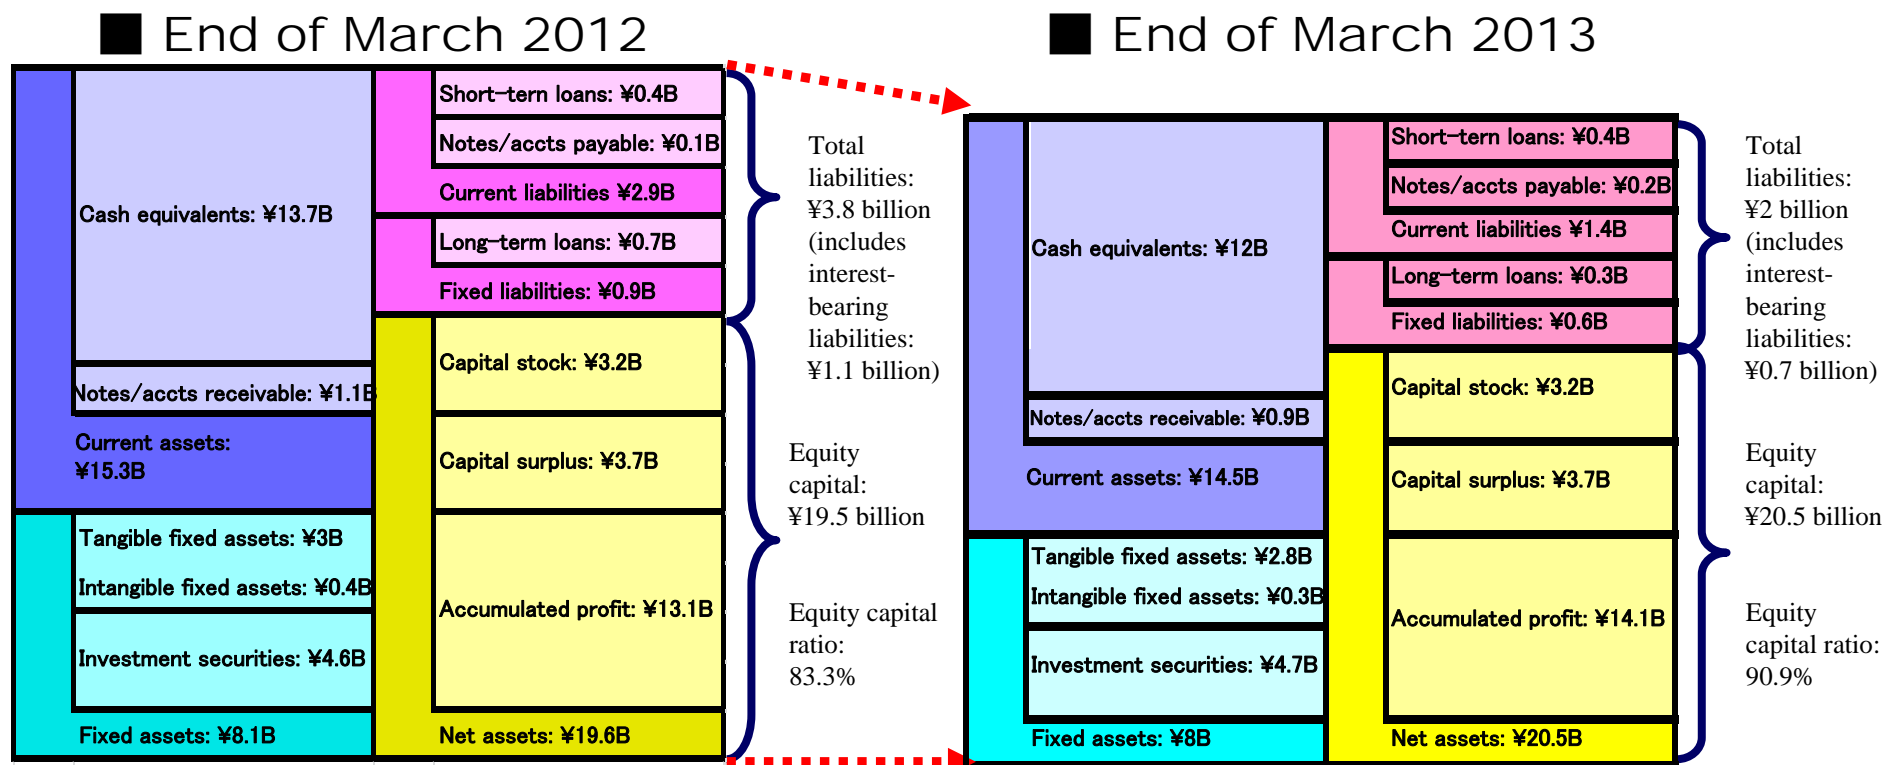 ■ End of March 2012
Cash equivalents: ¥13.7B
Notes/accts receivable: ¥1.1B
Current assets:
¥15.3B
Tangible fixed assets: ¥3B
Intangible fixed assets: ¥0.4B
Investment securities: ¥4.6B
Fixed assets: ¥8.1B
Short-tern loans: ¥0.4B
Notes/accts payable: ¥0.1B
Current liabilities ¥2.9B
Long-term loans: ¥0.7B
Fixed liabilities: ¥0.9B
Capital stock: ¥3.2B
Capital surplus: ¥3.7B
Accumulated profit: ¥13.1B
Net assets: ¥19.6B
Total
liabilities:
¥3.8 billion
(includes
interest-
bearing
liabilities:
¥1.1 billion)
Equity
capital:
¥19.5 billion
Equity capital
ratio:
83.3%
■ End of March 2013
Cash equivalents: ¥12B
Notes/accts receivable: ¥0.9B
Current assets: ¥14.5B
Tangible fixed assets: ¥2.8B
Intangible fixed assets: ¥0.3B
Investment securities: ¥4.7B
Fixed assets: ¥8B
Short-tern loans: ¥0.4B
Notes/accts payable: ¥0.2B
Current liabilities ¥1.4B
Long-term loans: ¥0.3B
Fixed liabilities: ¥0.6B
Capital stock: ¥3.2B
Capital surplus: ¥3.7B
Accumulated profit: ¥14.1B
Net assets: ¥20.5B
Total
liabilities:
¥2 billion
(includes
interest-
bearing
liabilities:
¥0.7 billion)
Equity
capital:
¥20.5 billion
Equity
capital ratio:
90.9%